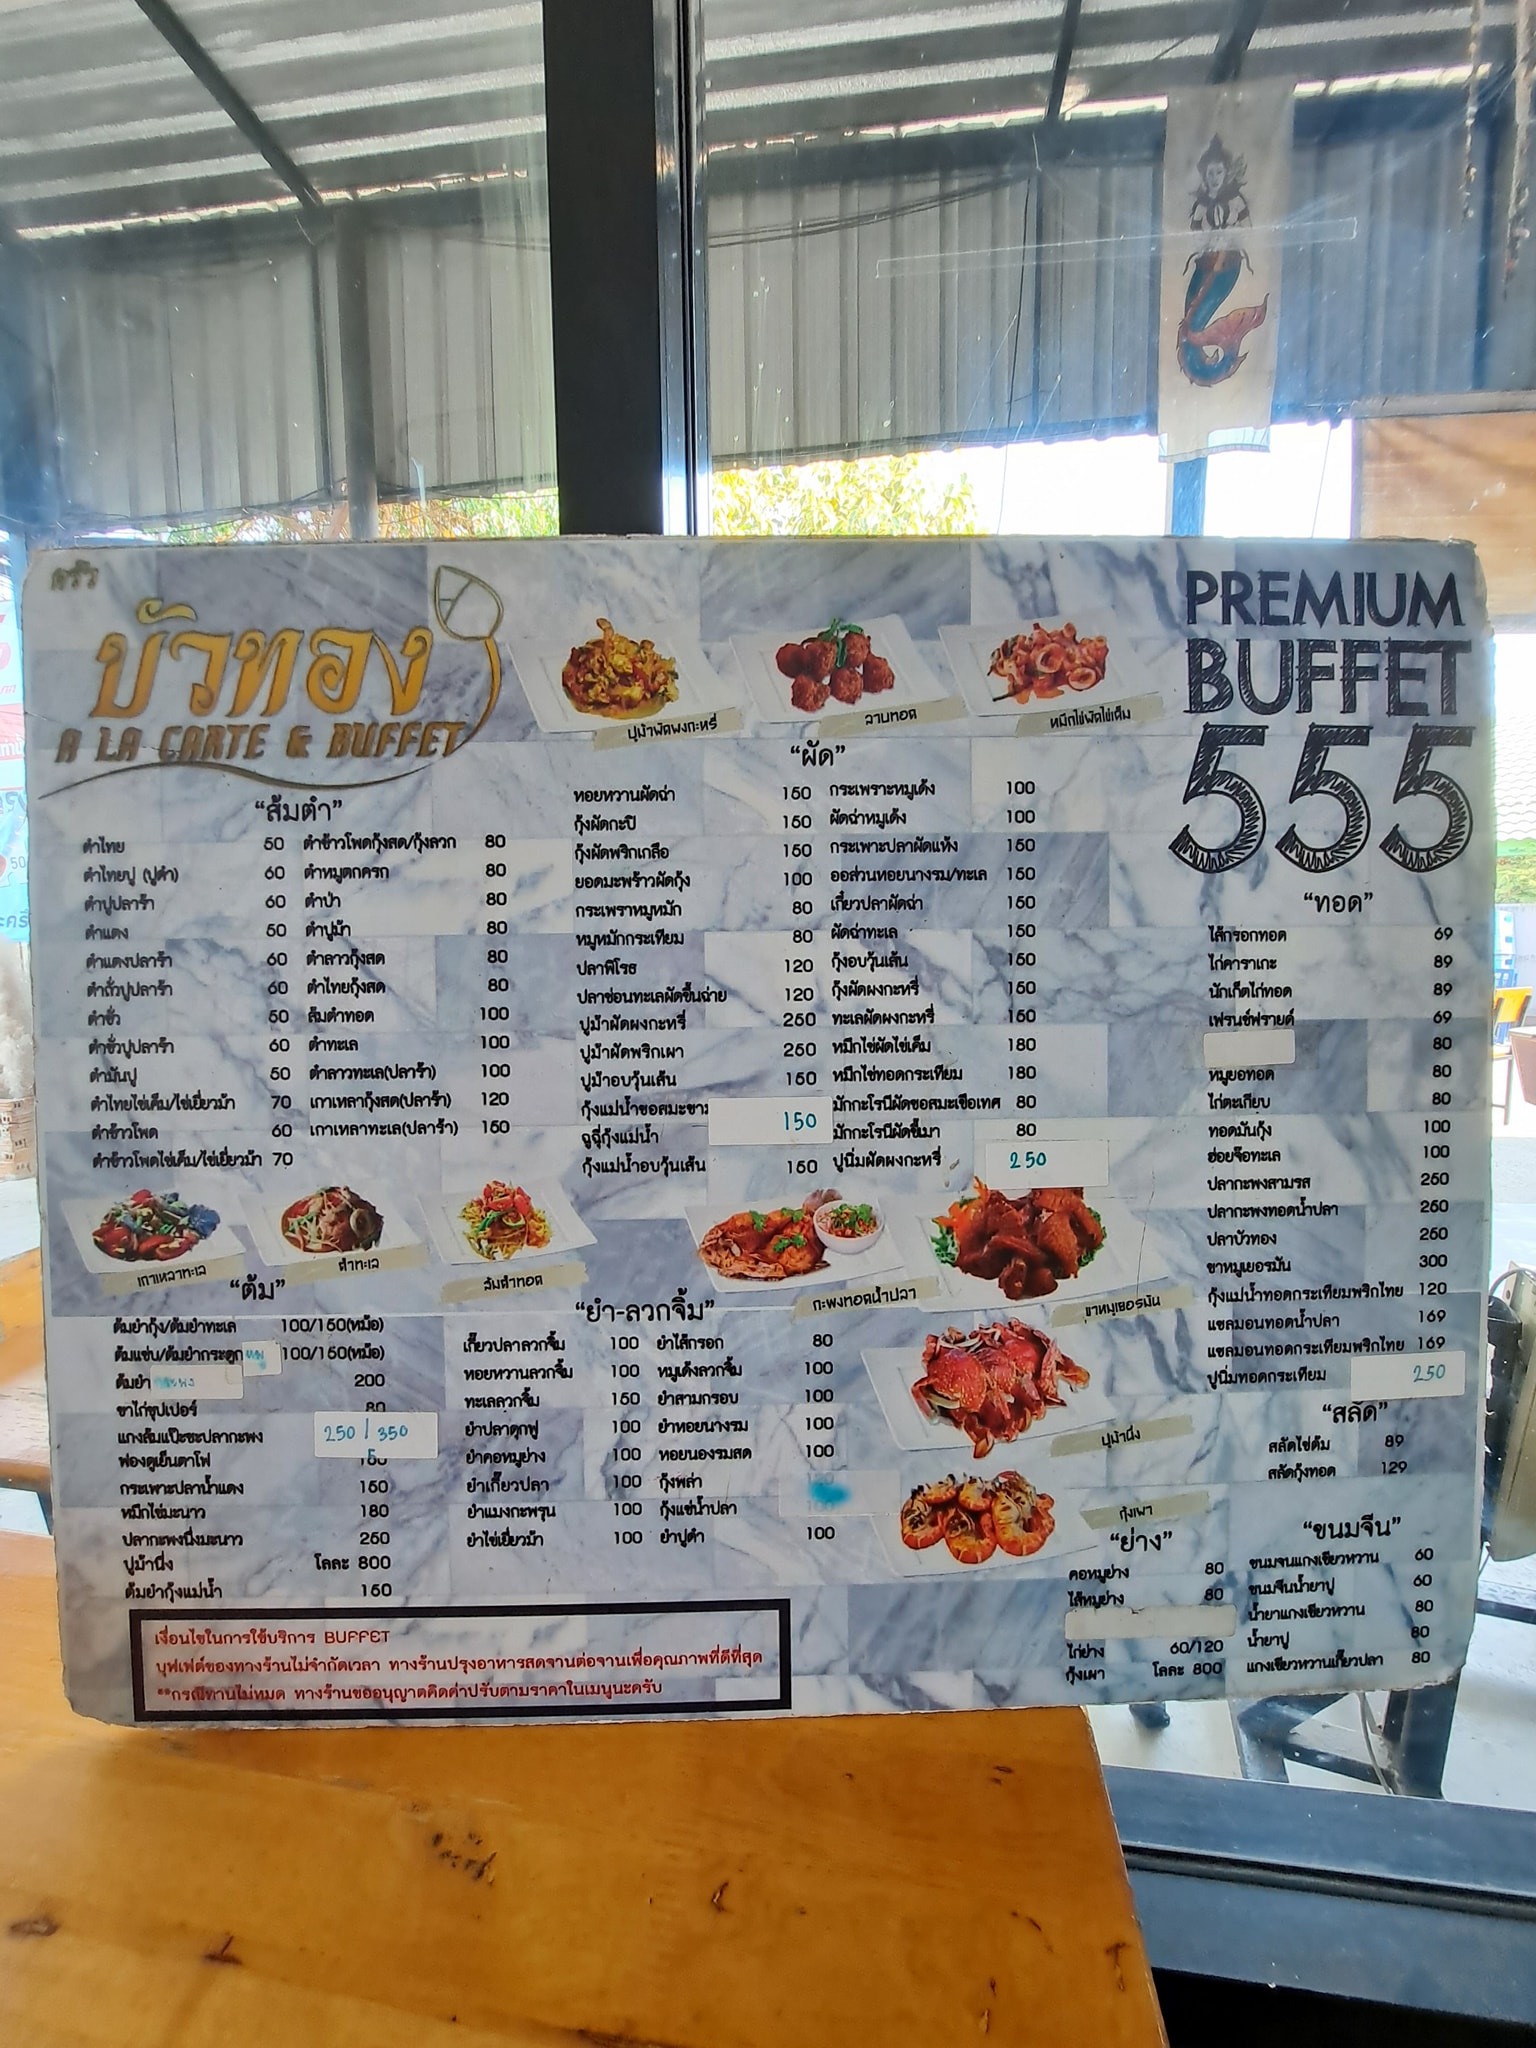 ครัว
บัวทอง
A LA CARTE & BUFFET
ปูม้าผัดผงกะหรี่
ลาบทอด
หมึกไข่ผัดไข่เค็ม
PREMIUM
BUFFET
555
“ส้มตำ”
ตำไทย 50
ตำไทยปู (ปูดำ) 60
ตำปูปลาร้า 60
ตำแตง 50
ตำแตงปลาร้า 60
ตำถั่วปูปลาร้า 60
ตำซั่ว 50
ตำซั่วปูปลาร้า 60
ตำมันปู 50
ตำไทยไข่เค็ม/ไข่เยี่ยวม้า 70
ตำข้าวโพด 60
ตำข้าวโพดไข่เค็ม/ไข่เยี่ยวม้า 70
ตำข้าวโพดกุ้งสด/กุ้งลวก 80
ตำหมูตกครก 80
ตำป่า 80
ตำปูม้า 80
ตำลาวกุ้งสด 80
ตำไทยกุ้งสด 80
ส้มตำทอด 100
ตำทะเล 100
ตำลาวทะเล(ปลาร้า) 100
เกาเหลากุ้งสด(ปลาร้า) 120
เกาเหลาทะเล(ปลาร้า) 150
“ผัด”
หอยหวานผัดฉ่า 150
กุ้งผัดกะปิ 150
กุ้งผัดพริกเกลือ 150
ยอดมะพร้าวผัดกุ้ง 100
กระเพราหมูหมัก 80
หมูหมักกระเทียม 80
ปลาพิโรธ 120
ปลาช่อนทะเลผัดขึ้นฉ่าย 120
ปูม้าผัดผงกะหรี่ 250
ปูม้าผัดพริกเผา 250
ปูม้าอบวุ้นเส้น 150
กุ้งแม่น้ำซอสมะขาม 150
ฉู่ฉี่กุ้งแม่น้ำ
กุ้งแม่น้ำอบวุ้นเส้น 150
กระเพราะหมูเด้ง 100
ผัดฉ่าหมูเด้ง 100
กระเพาะปลาผัดแห้ง 150
ออส่วนหอยนางรม/ทะเล 150
เกี๊ยวปลาผัดฉ่า 150
ผัดฉ่าทะเล 150
กุ้งอบวุ้นเส้น 150
กุ้งผัดผงกะหรี่ 150
ทะเลผัดผงกะหรี่ 150
หมึกไข่ผัดไข่เค็ม 180
หมึกไข่ทอดกระเทียม 180
มักกะโรนีผัดซอสมะเขือเทศ 80
มักกะโรนีผัดขี้เมา 80
ปูนิ่มผัดผงกะหรี่ 250
“ทอด”
ไส้กรอกทอด 69
ไก่คาราเกะ 89
นักเก็ตไก่ทอด 89
เฟรนช์ฟรายด์ 69
80
หมูยอทอด 80
ไก่ตะเกียบ 80
ทอดมันกุ้ง 100
ฮ่อยจ๊อทะเล 100
ปลากะพงสามรส 250
ปลากะพงทอดน้ำปลา 250
ปลาบัวทอง 250
ขาหมูเยอรมัน 300
กุ้งแม่น้ำทอดกระเทียมพริกไทย 120
แซลมอนทอดน้ำปลา 169
แซลมอนทอดกระเทียมพริกไทย 169
ปูนิ่มทอดกระเทียม 250
เกาเหลาทะเล
ตำทะเล
ส้มตำทอด
กะพงทอดน้ำปลา
ขาหมูเยอรมัน
“ต้ม”
ต้มยำกุ้ง/ต้มยำทะเล 100/150(หม้อ)
ต้มแซ่บ/ต้มยำกระดูกหมู 100/150(หม้อ)
ต้มยำกะพง 200
ขาไก่ซุปเปอร์ 80
แกงส้มแป๊ะซะปลากะพง 250 / 350
ฟองดูเย็นตาโฟ 150
กระเพาะปลาน้ำแดง 150
หมึกไข่มะนาว 180
ปลากะพงนึ่งมะนาว 250
ปูม้านึ่ง โลละ 800
ต้มยำกุ้งแม่น้ำ 150
“ยำ-ลวกจิ้ม”
เกี๊ยวปลาลวกจิ้ม 100
หอยหวานลวกจิ้ม 100
ทะเลลวกจิ้ม 150
ยำปลาดุกฟู 100
ยำคอหมูย่าง 100
ยำเกี๊ยวปลา 100
ยำแมงกะพรุน 100
ยำไข่เยี่ยวม้า 100
ยำไส้กรอก 80
หมูเด้งลวกจิ้ม 100
ยำสามกรอบ 100
ยำหอยนางรม 100
หอยนองรมสด 100
กุ้งพล่า
กุ้งแช่น้ำปลา
ยำปูดำ 100
ปูม้านึ่ง
กุ้งเผา
“สลัด”
สลัดไข่ต้ม 89
สลัดกุ้งทอด 129
“ย่าง”
คอหมูย่าง 80
ไส้หมูย่าง 80
ไก่ย่าง 60/120
กุ้งเผา โลละ 800
“ขนมจีน”
ขนมจนแกงเขียวหวาน 60
ขนมจีนน้ำยาปู 60
น้ำยาแกงเขียวหวาน 80
น้ำยาปู 80
แกงเขียวหวานเกี๊ยวปลา 80
เงื่อนไขในการใช้บริการ BUFFET
บุฟเฟต์ของทางร้านไม่จำกัดเวลา ทางร้านปรุงอาหารสดจานต่อจานเพื่อคุณภาพที่ดีที่สุด
**กรณีทานไม่หมด ทางร้านขออนุญาตคิดค่าปรับตามราคาในเมนูนะครับ